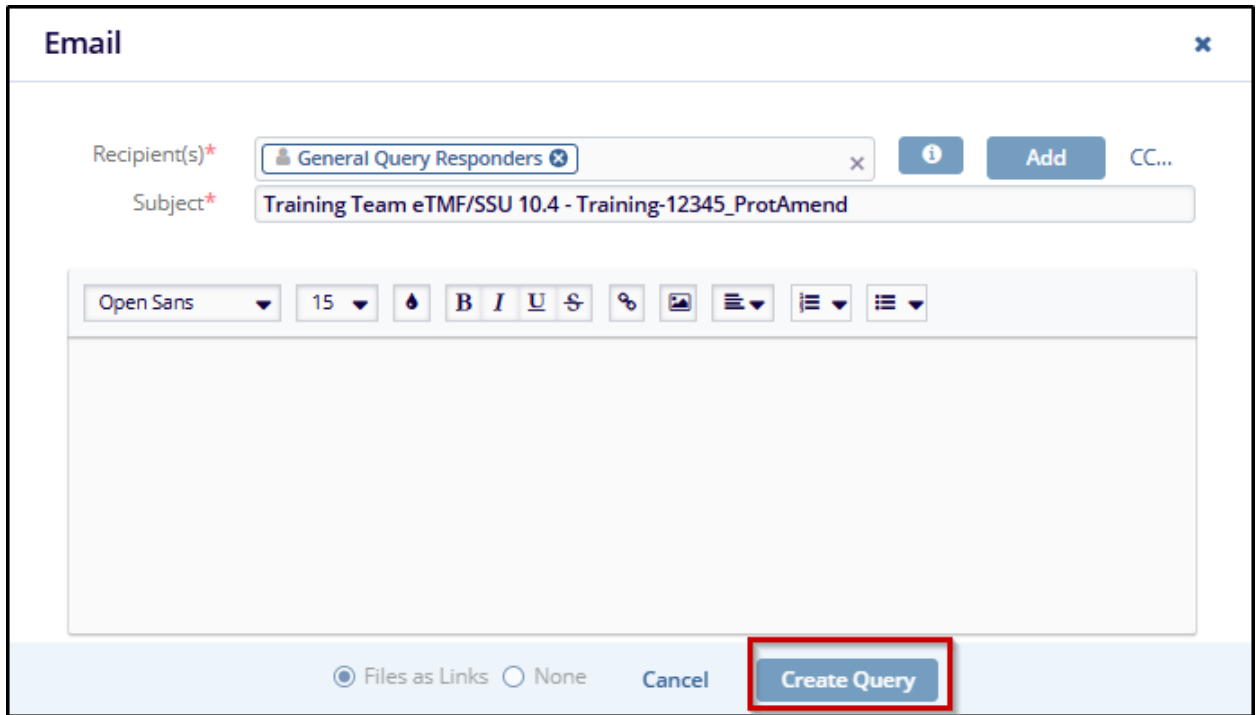 Email
Recipient(s)* General Query Responders Add CC...
Subject* Training Team eTMF/SSU 10.4 - Training-12345_ProtAmend
Open Sans 15 B I U S
Files as Links None Cancel Create Query